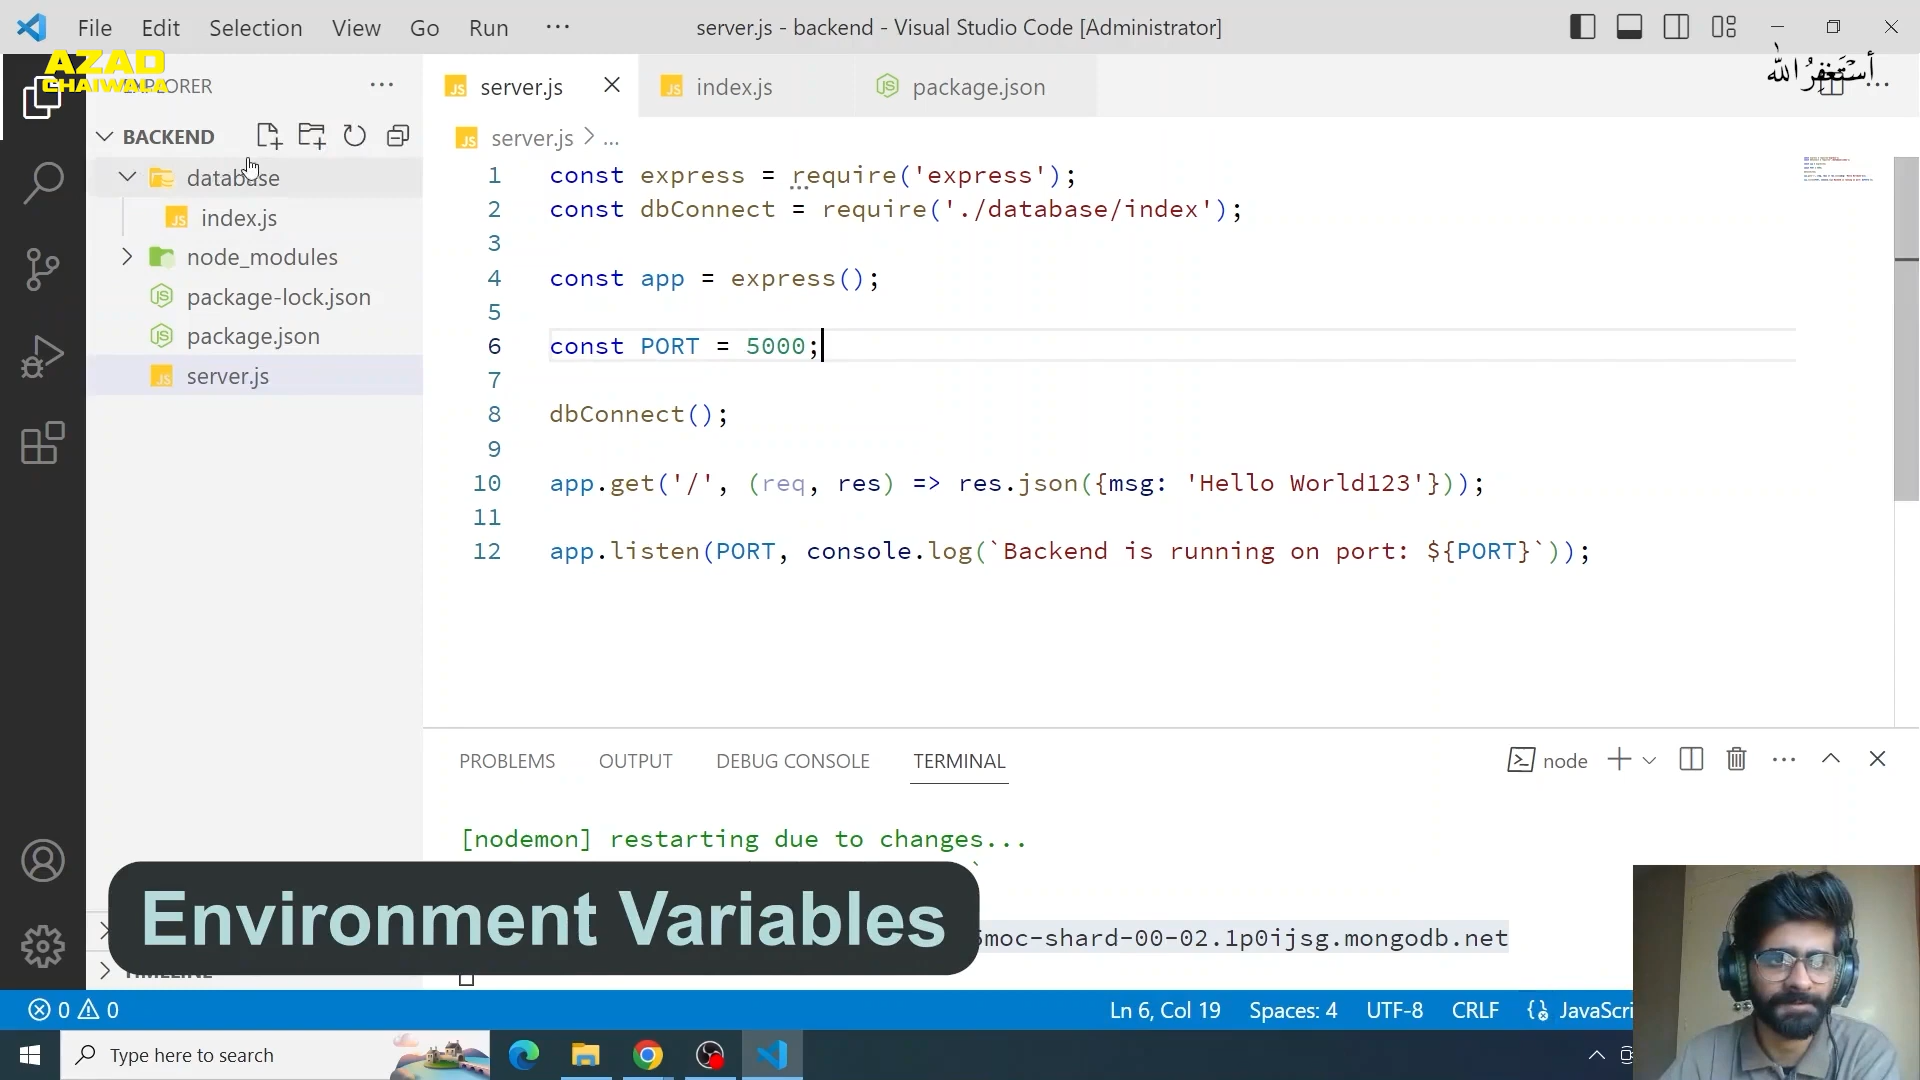 File Edit Selection View Go Run ...
server.js - backend - Visual Studio Code [Administrator]
AZAD
CHAIWALA
EXPLORER
أستغفر الله
server.js
index.js
package.json
BACKEND
server.js > ...
database
index.js
node_modules
package-lock.json
package.json
server.js
1 const express = require('express');
2 const dbConnect = require('./database/index');
3
4 const app = express();
5
6 const PORT = 5000;
7
8 dbConnect();
9
10 app.get('/', (req, res) => res.json({msg: 'Hello World123'}));
11
12 app.listen(PORT, console.log(`Backend is running on port: ${PORT}`));
PROBLEMS OUTPUT DEBUG CONSOLE TERMINAL
node
[nodemon] restarting due to changes...
Environment Variables
moc-shard-00-02.1p0ijsg.mongodb.net
TIMELINE
0 0
Ln 6, Col 19 Spaces: 4 UTF-8 CRLF {} JavaScri
Type here to search